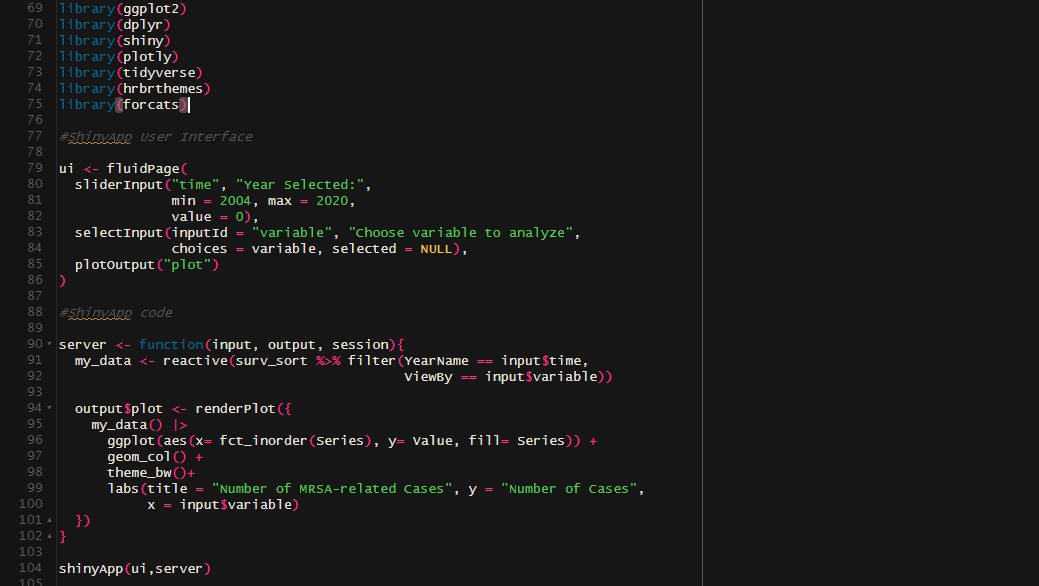 69 library(ggplot2)
70 library(dplyr)
71 library(shiny)
72 library(plotly)
73 library(tidyverse)
74 library(hrbrthemes)
75 library(forcats)
76
77 #ShinyApp User Interface
78
79 ui <- fluidPage(
80   sliderInput("time", "Year Selected:",
81               min = 2004, max = 2020,
82               value = 0),
83   selectInput(inputId = "variable", "Choose variable to analyze",
84               choices = variable, selected = NULL),
85   plotOutput("plot")
86 )
87
88 #ShinyApp code
89
90 server <- function(input, output, session){
91   my_data <- reactive(surv_sort %>% filter(YearName == input$time,
92                                            ViewBy == input$variable))
93
94   output$plot <- renderPlot({
95     my_data() |>
96       ggplot(aes(x= fct_inorder(Series), y= Value, fill= Series)) +
97       geom_col() +
98       theme_bw()+
99       labs(title = "Number of MRSA-related Cases", y = "Number of Cases",
100            x = input$variable)
101   })
102 }
103
104 shinyApp(ui,server)
105